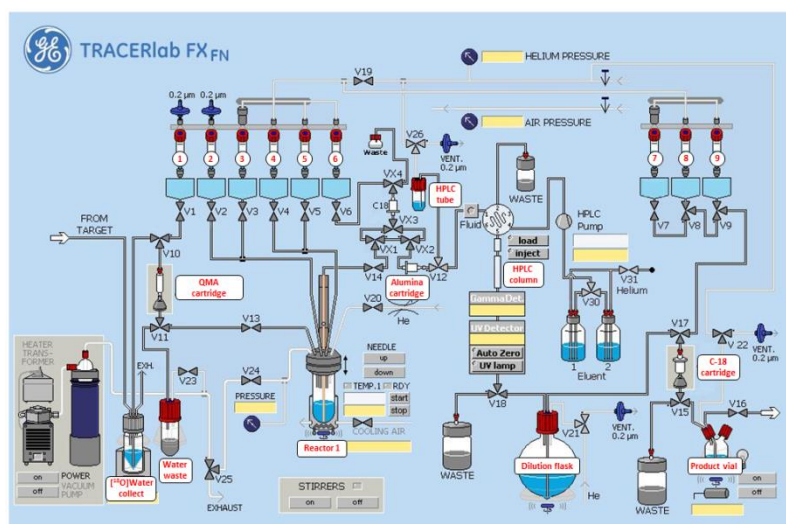 GE
TRACERlab FX FN
HELIUM PRESSURE
V19
0.2 µm
0.2 µm
AIR PRESSURE
1
2
3
4
5
6
Waste
V26
VENT.
0.2 µm
WASTE
7
8
9
VX4
HPLC
tube
C18
Fluid
HPLC
Pump
FROM
TARGET
V1
V2
V3
V4
V5
V6
VX3
V7
V8
V9
V10
VX1
VX2
load
inject
V14
V12
HPLC
column
V31
Helium
QMA
cartridge
Alumina
cartridge
V20
He
GammaDet.
V30
V11
V13
UV Detector
V17
V 22
VENT.
0.2 µm
HEATER
TRANS-
FORMER
NEEDLE
up
down
Auto Zero
UV lamp
1
2
Eluent
C-18
cartridge
EXH.
V23
V24
PRESSURE
TEMP.1
RDY
start
stop
V18
V15
V16
COOLING AIR
V21
VENT.
0.2 µm
Reactor 1
WASTE
Dilution flask
Product vial
POWER
on
off
VACUUM
PUMP
[¹⁸O]Water
collect
Water
waste
V25
EXHAUST
STIRRERS
on
off
He
WASTE
on
off